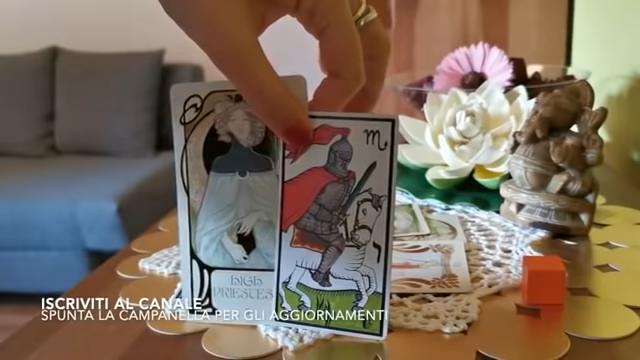 HIGH
PRIESTESS
♏
ISCRIVITI AL CANALE
SPUNTA LA CAMPANELLA PER GLI AGGIORNAMENTI